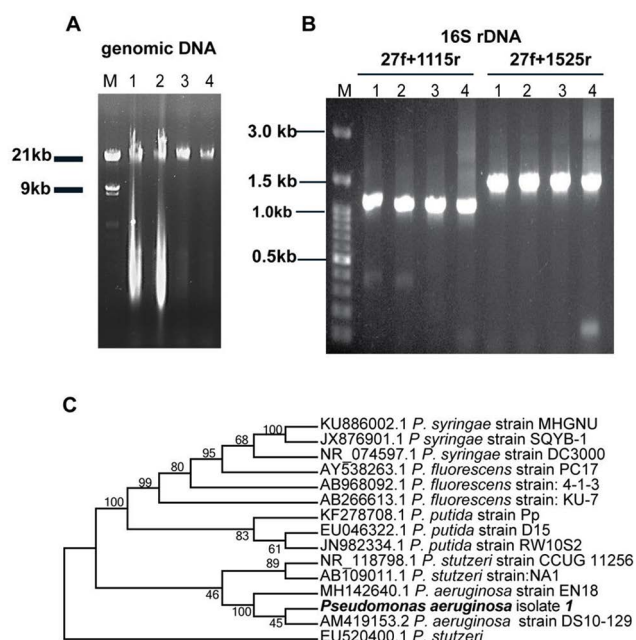 A
genomic DNA
M 1 2 3 4
21kb
9kb
B
16S rDNA
27f+1115r 27f+1525r
M 1 2 3 4 1 2 3 4
3.0 kb
1.5 kb
1.0kb
0.5kb
C
100 KU886002.1 P. syringae strain MHGNU
68 JX876901.1 P syringae strain SQYB-1
95 NR_074597.1 P. syringae strain DC3000
80 AY538263.1 P. fluorescens strain PC17
99 AB968092.1 P. fluorescens strain: 4-1-3
100 AB266613.1 P. fluorescens strain: KU-7
KF278708.1 P. putida strain Pp
83 EU046322.1 P. putida strain D15
61 JN982334.1 P. putida strain RW10S2
89 NR_118798.1 P. stutzeri strain CCUG 11256
AB109011.1 P. stutzeri strain:NA1
46 MH142640.1 P. aeruginosa strain EN18
100 Pseudomonas aeruginosa isolate 1
45 AM419153.2 P. aeruginosa strain DS10-129
EU520400.1 P. stutzeri